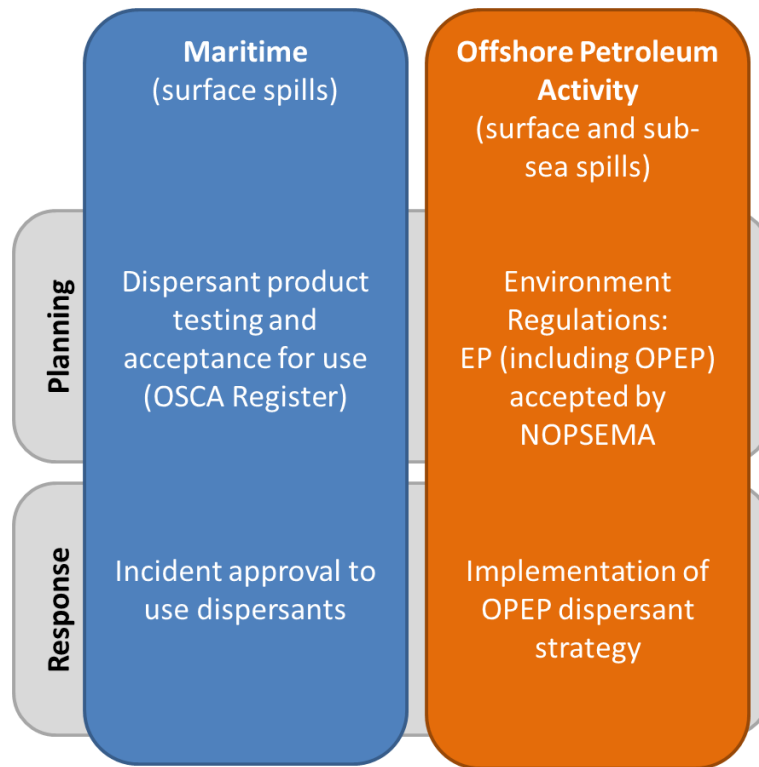 Maritime
(surface spills)
Offshore Petroleum
Activity
(surface and sub-
sea spills)
Planning
Dispersant product
testing and
acceptance for use
(OSCA Register)
Environment
Regulations:
EP (including OPEP)
accepted by
NOPSEMA
Response
Incident approval to
use dispersants
Implementation of
OPEP dispersant
strategy